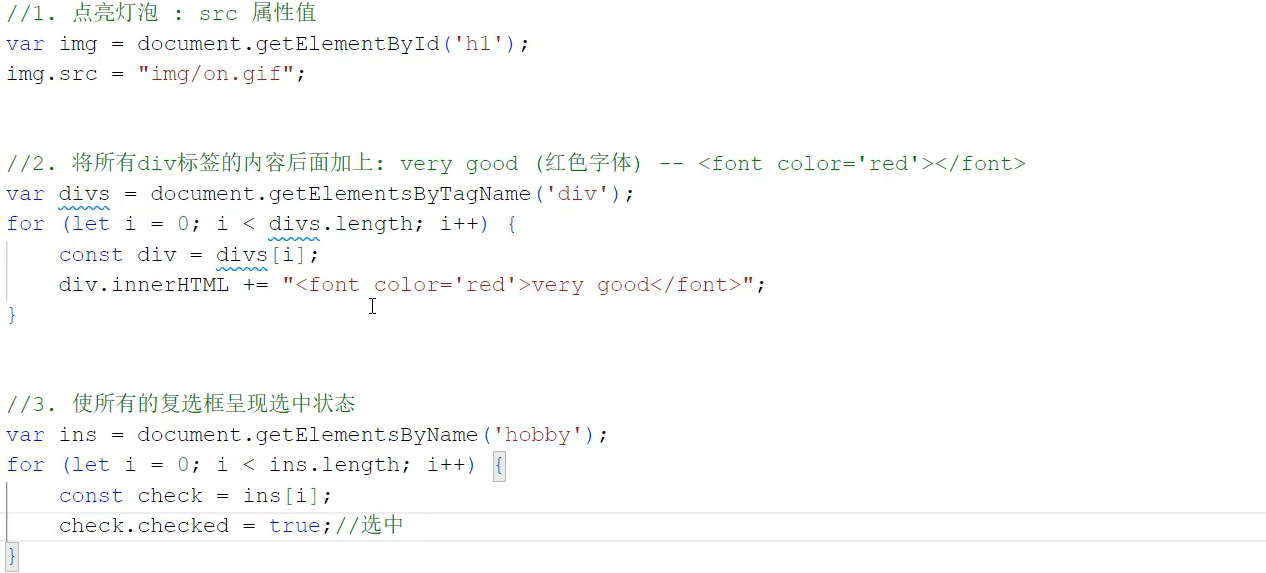 //1. 点亮灯泡 : src 属性值
var img = document.getElementById('h1');
img.src = "img/on.gif";
//2. 将所有div标签的内容后面加上: very good (红色字体) -- <font color='red'></font>
var divs = document.getElementsByTagName('div');
for (let i = 0; i < divs.length; i++) {
    const div = divs[i];
    div.innerHTML += "<font color='red'>very good</font>";
}
//3. 使所有的复选框呈现选中状态
var ins = document.getElementsByName('hobby');
for (let i = 0; i < ins.length; i++) {
    const check = ins[i];
    check.checked = true;//选中
}